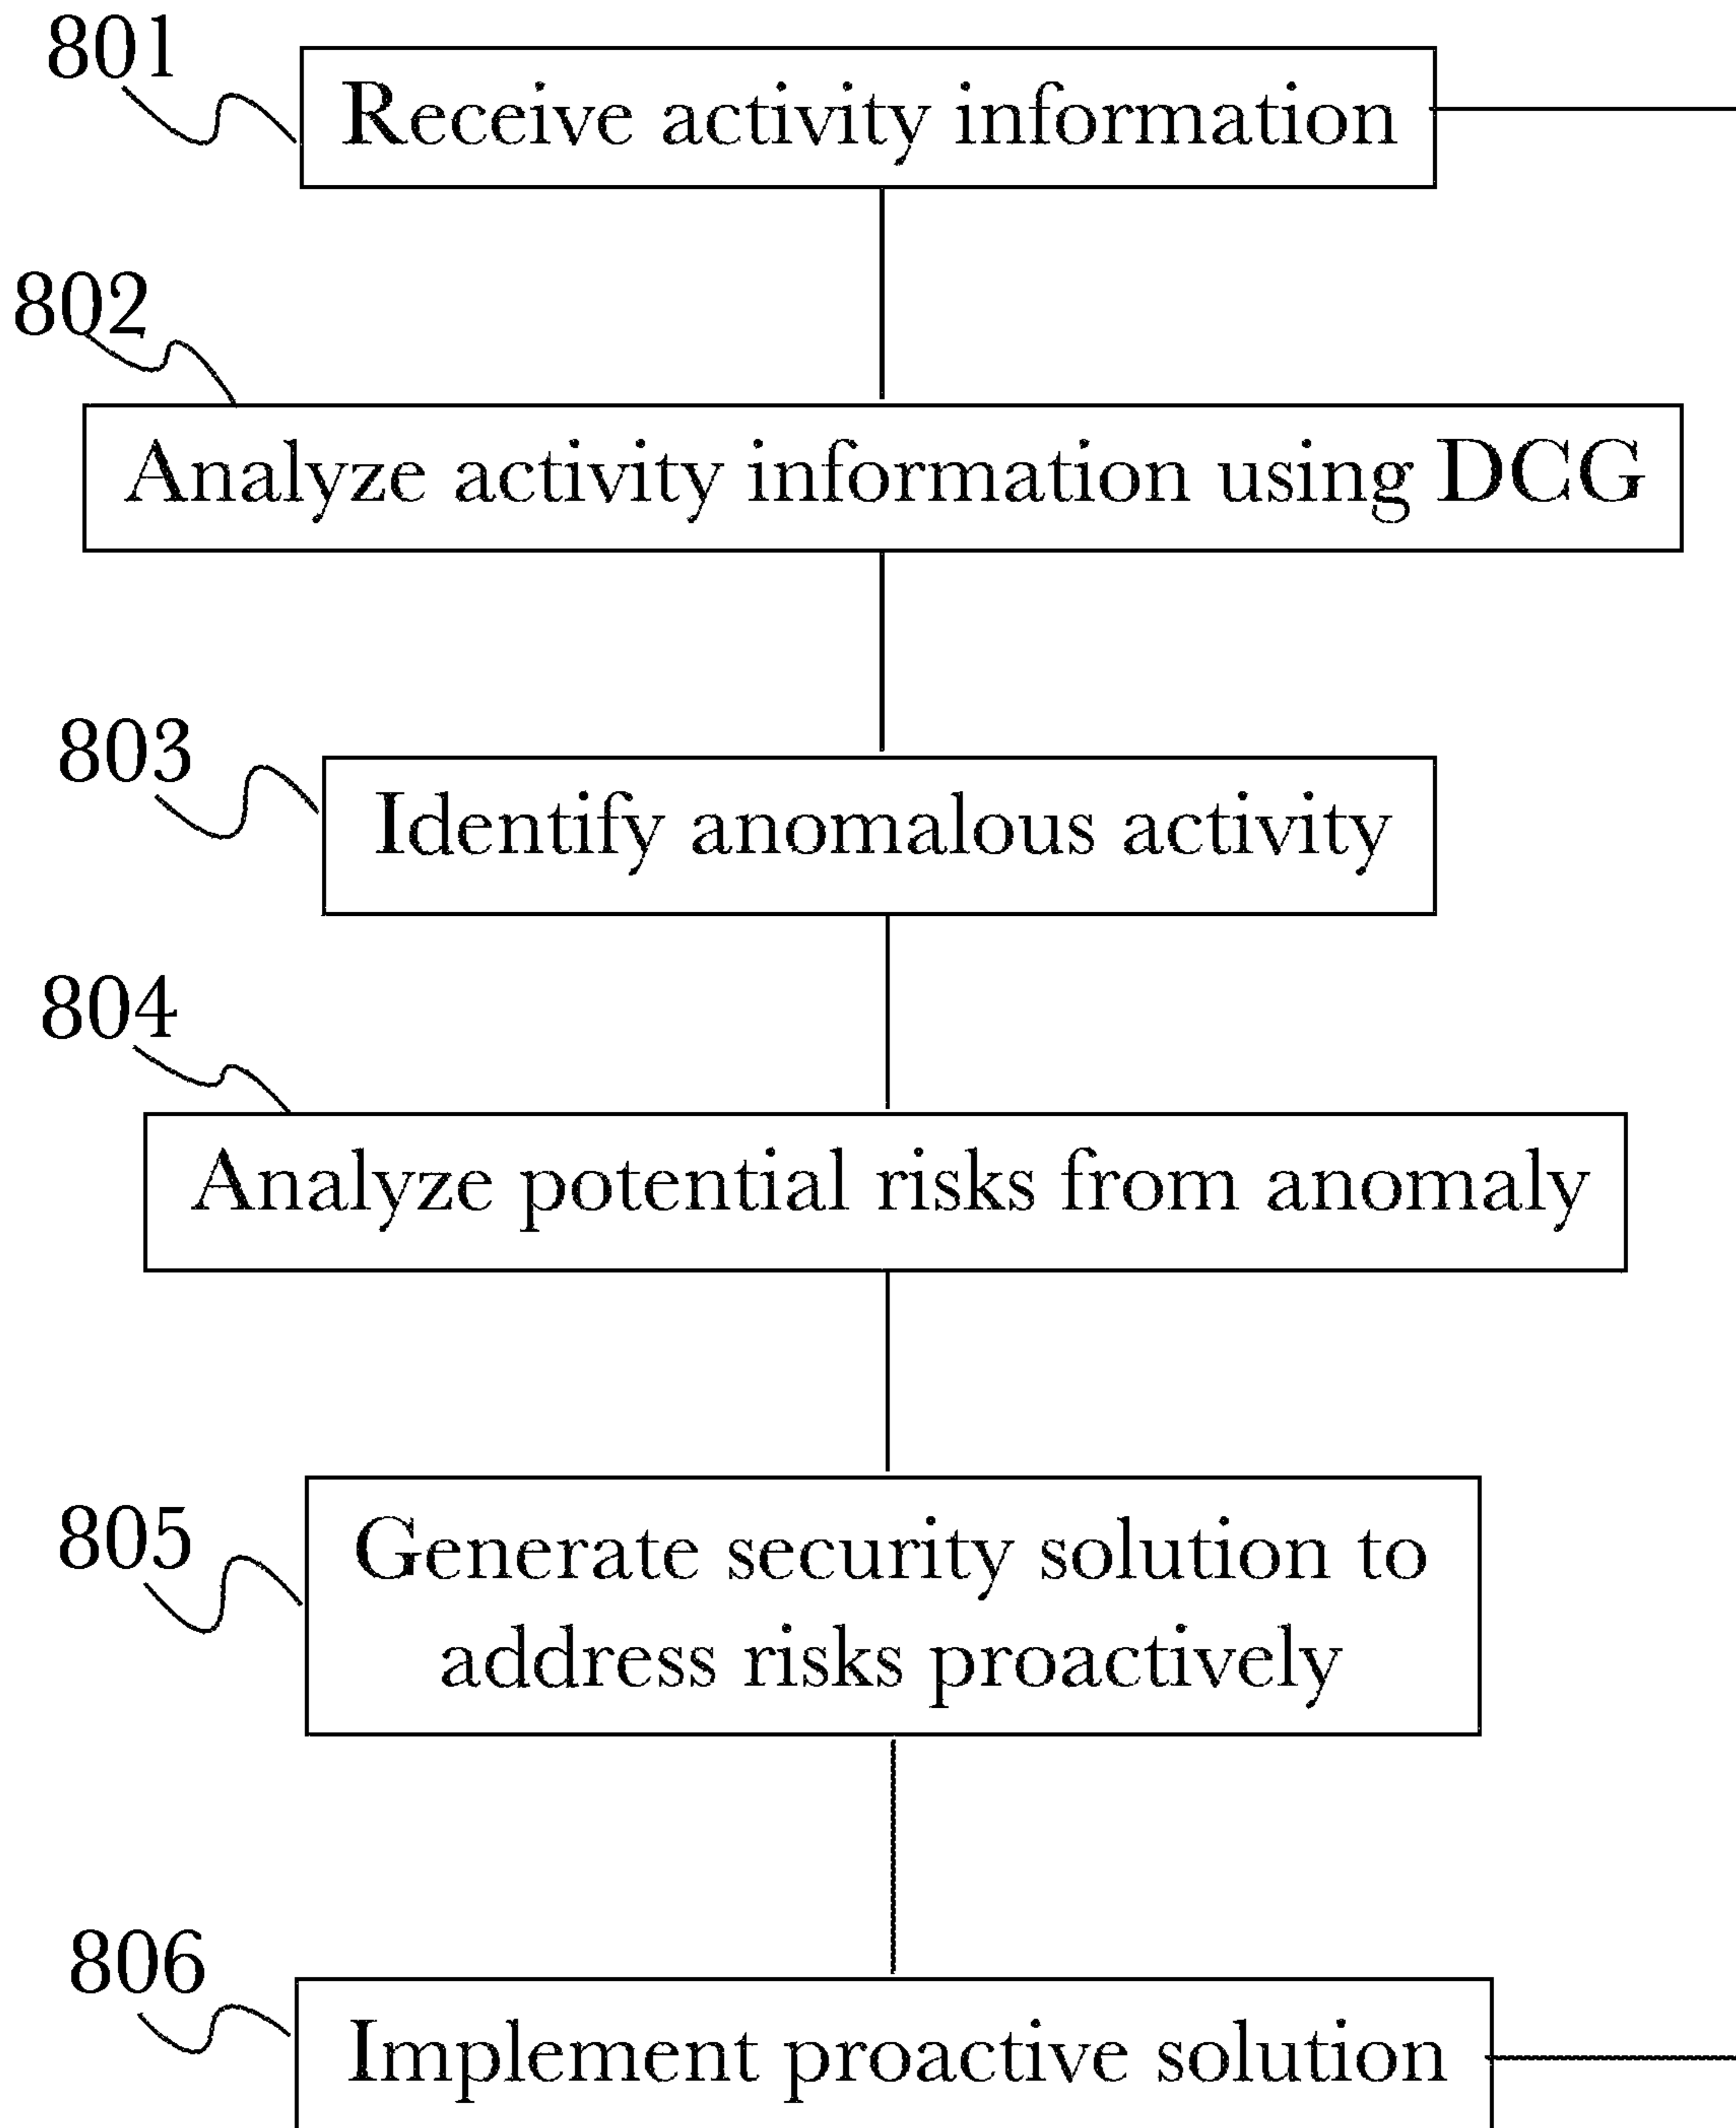 801
Receive activity information
802
Analyze activity information using DCG
803
Identify anomalous activity
804
Analyze potential risks from anomaly
805
Generate security solution to
address risks proactively
806
Implement proactive solution